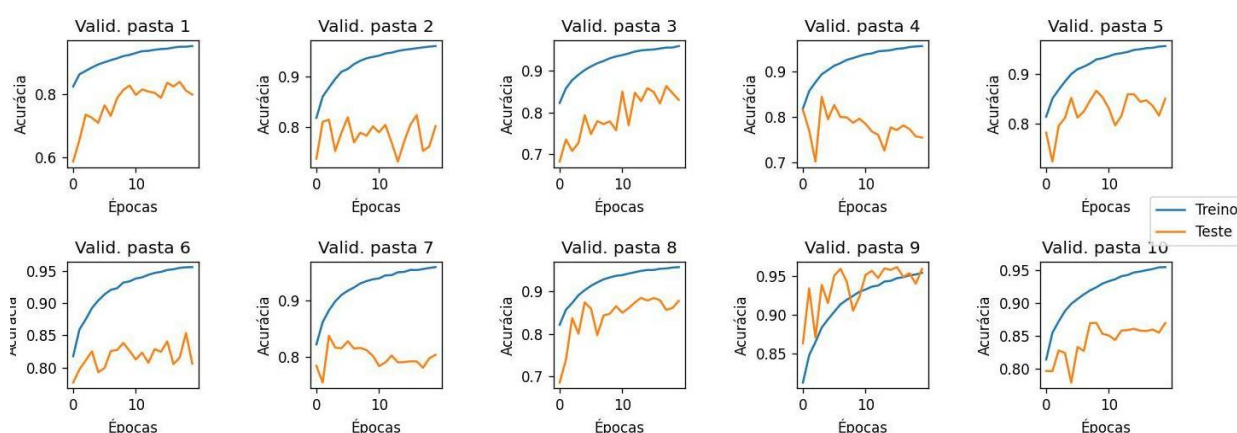 Valid. pasta 1
Valid. pasta 2
Valid. pasta 3
Valid. pasta 4
Valid. pasta 5
Acurácia
0.8
0.6
0
10
Épocas
Acurácia
0.9
0.8
0
10
Épocas
Acurácia
0.9
0.8
0.7
0
10
Épocas
Acurácia
0.9
0.8
0.7
0
10
Épocas
Acurácia
0.9
0.8
0
10
Épocas
Treino
Teste
Valid. pasta 6
Valid. pasta 7
Valid. pasta 8
Valid. pasta 9
Valid. pasta 10
Acurácia
0.95
0.90
0.85
0.80
0
10
Épocas
Acurácia
0.9
0.8
0
10
Épocas
Acurácia
0.9
0.8
0.7
0
10
Épocas
Acurácia
0.95
0.90
0.85
0
10
Épocas
Acurácia
0.95
0.90
0.85
0.80
0
10
Épocas